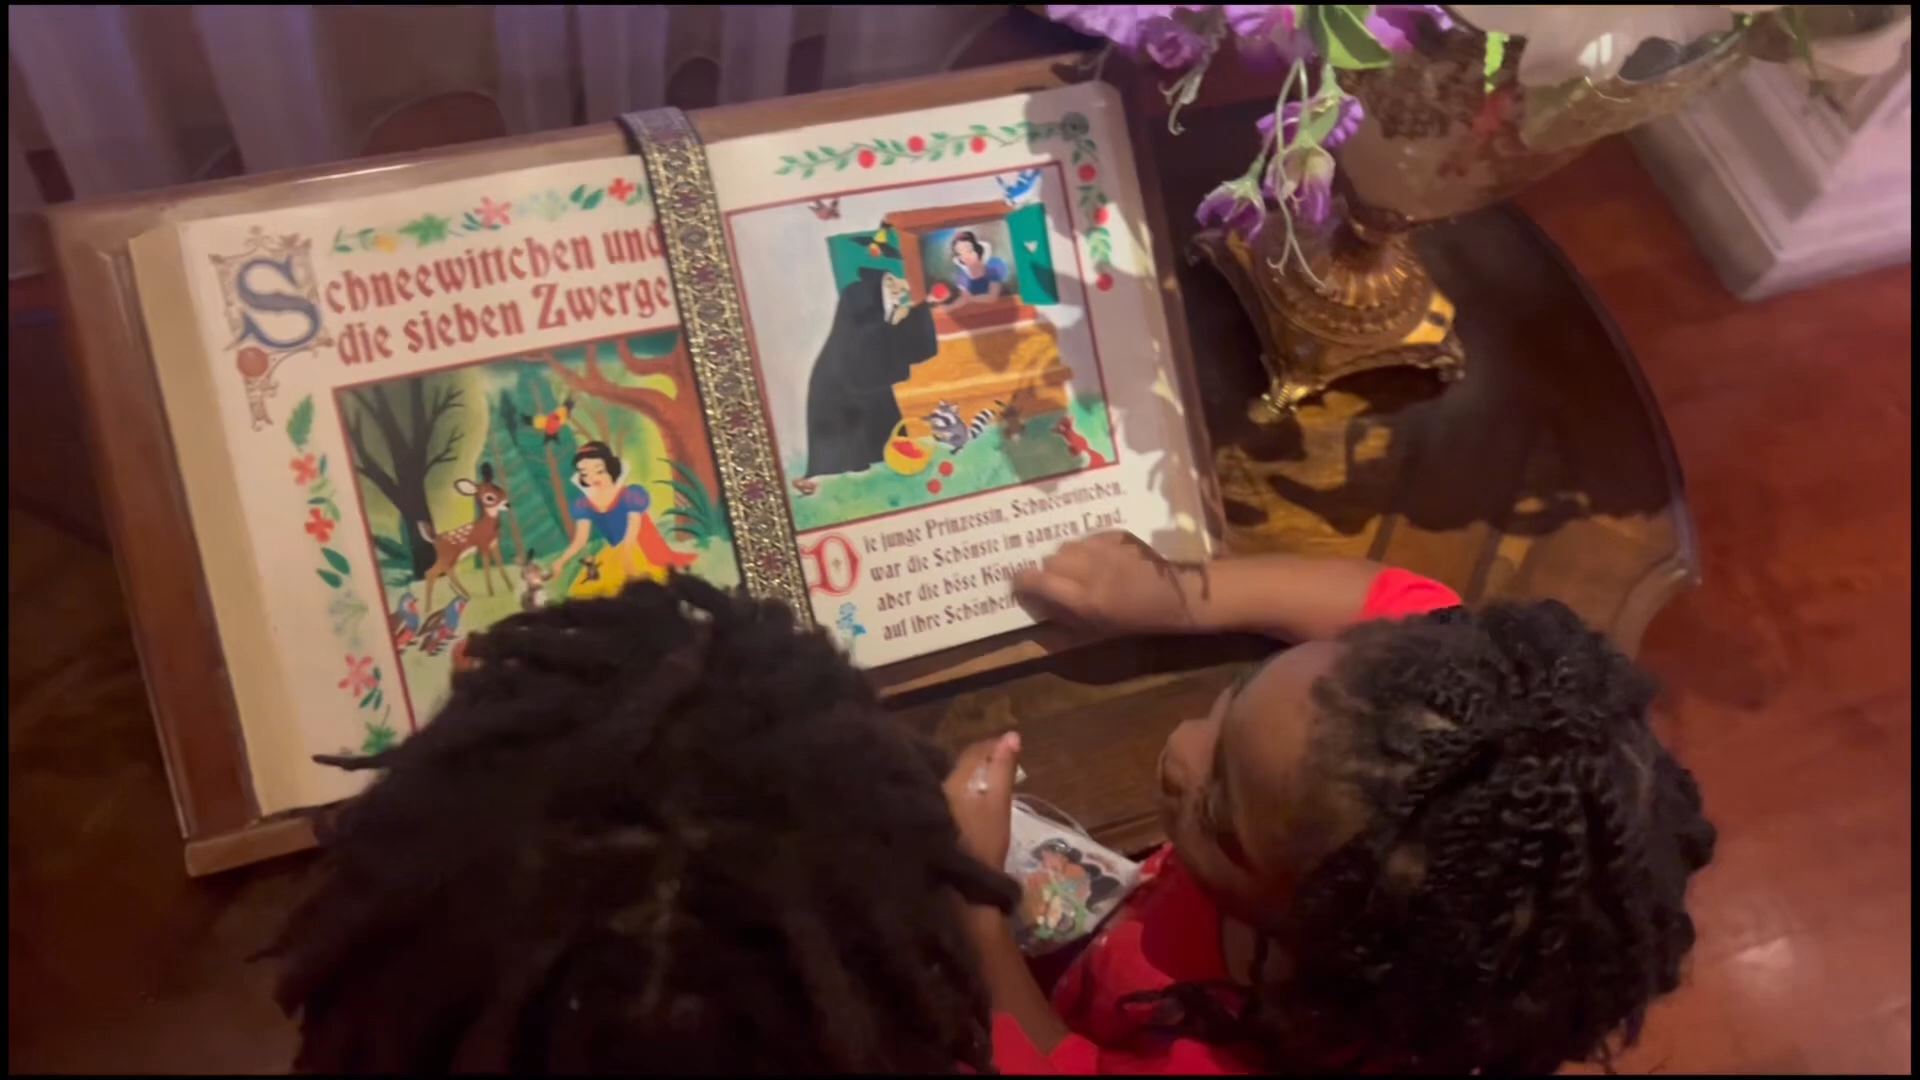 Schneewittchen und
die sieben Zwerge
Die junge Prinzessin, Schneewittchen,
war die Schönste im ganzen Land,
aber die böse Königin
auf ihre Schönheit